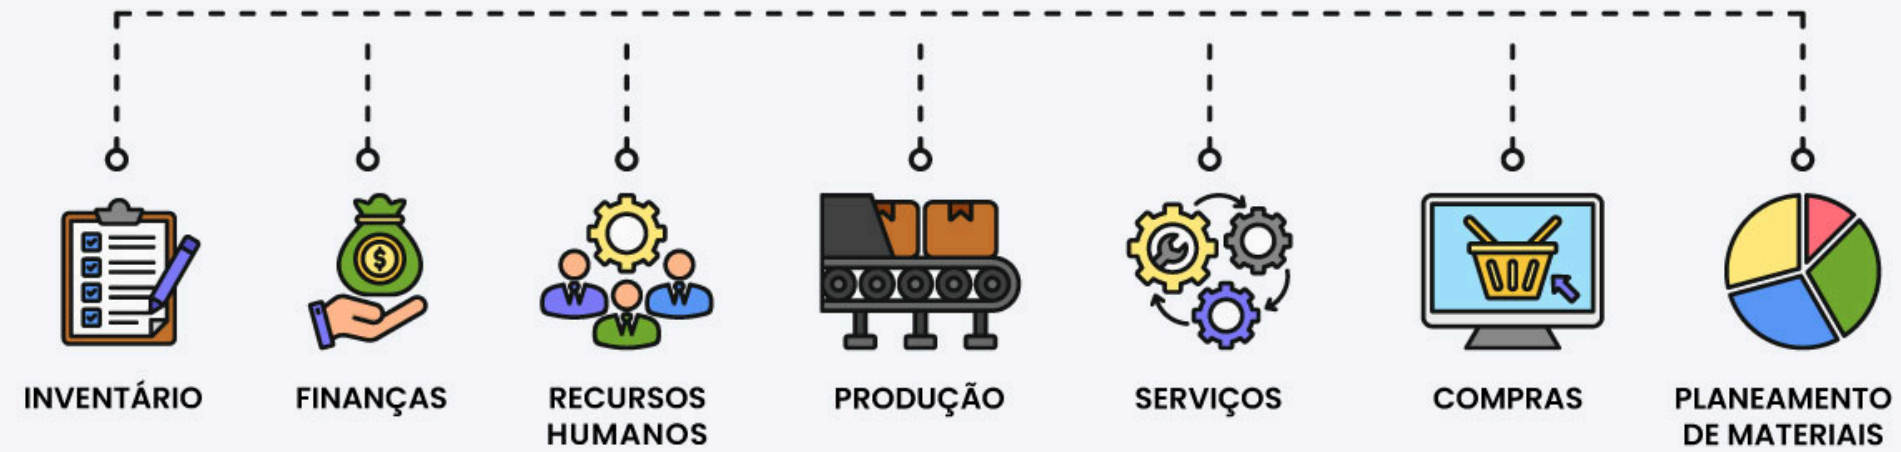 INVENTÁRIO
FINANÇAS
RECURSOS
HUMANOS
PRODUÇÃO
SERVIÇOS
COMPRAS
PLANEAMENTO
DE MATERIAIS
$